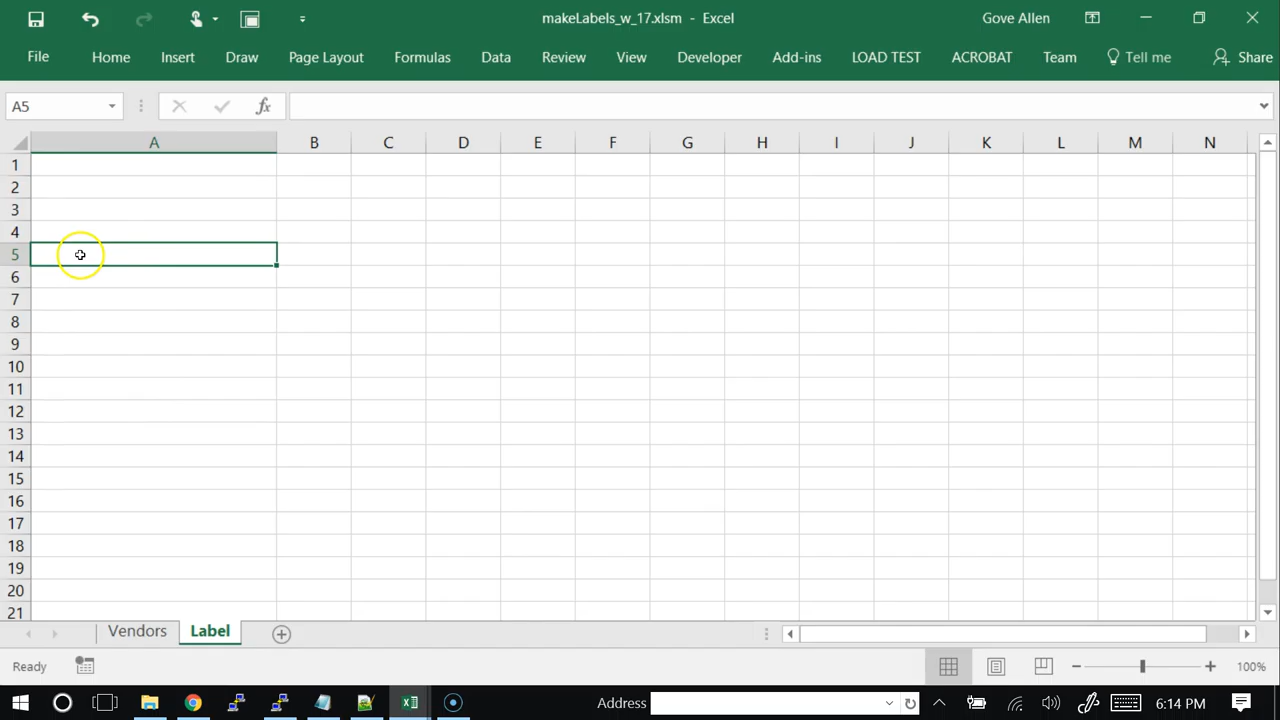 makeLabels_w_17.xlsm - Excel
Gove Allen
File Home Insert Draw Page Layout Formulas Data Review View Developer Add-ins LOAD TEST ACROBAT Team Tell me Share
A5 fx
A B C D E F G H I J K L M N
1
2
3
4
5
6
7
8
9
10
11
12
13
14
15
16
17
18
19
20
21
Vendors Label
Ready 100%
Address 6:14 PM